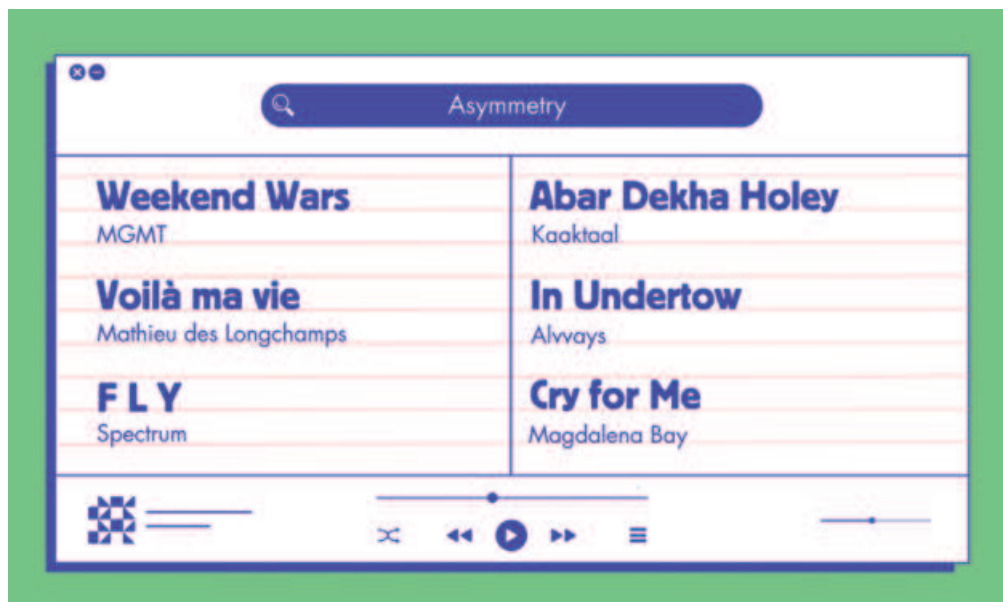 Asymmetry
Weekend Wars
MGMT
Voilà ma vie
Mathieu des Longchamps
F L Y
Spectrum
Abar Dekha Holey
Kaaktaal
In Undertow
Alvvays
Cry for Me
Magdalena Bay